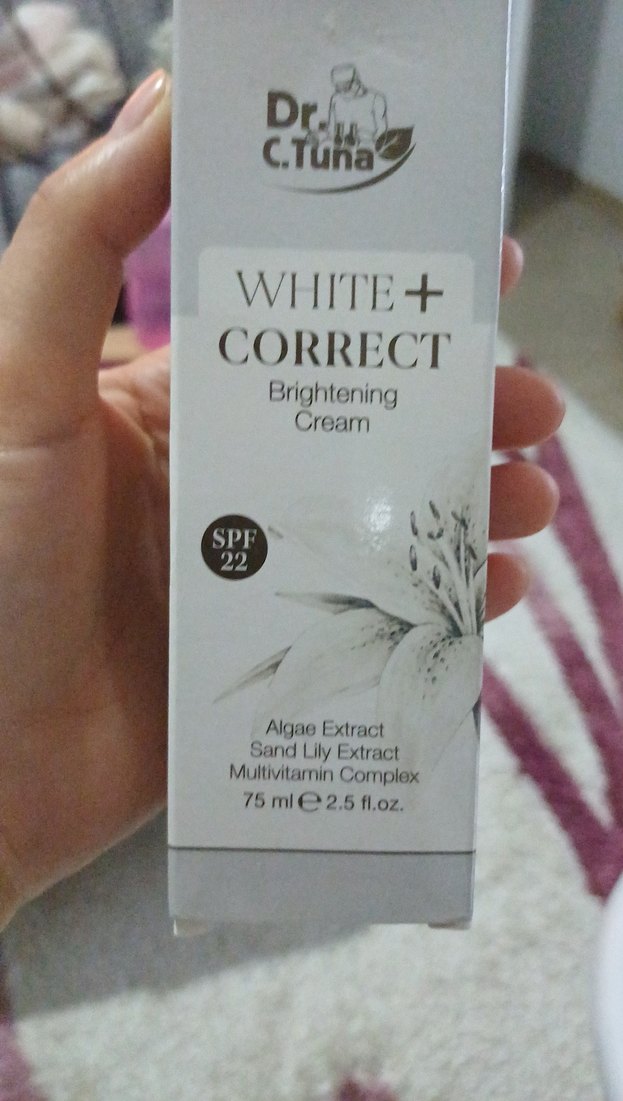 Dr.
C.Tuna
WHITE +
CORRECT
Brightening
Cream
SPF
22
Algae Extract
Sand Lily Extract
Multivitamin Complex
75 ml ℮ 2.5 fl.oz.